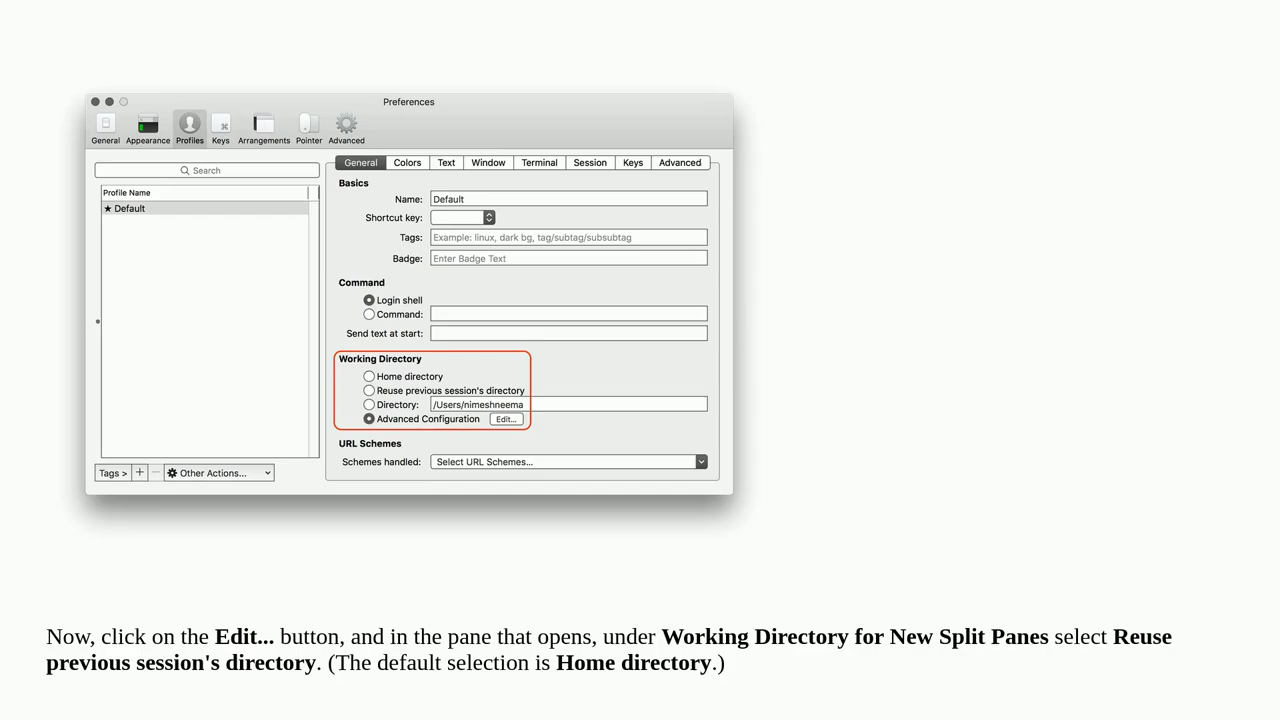 Preferences
General Appearance Profiles Keys Arrangements Pointer Advanced
Search
Profile Name
★ Default
Tags > + − Other Actions...
General Colors Text Window Terminal Session Keys Advanced
Basics
Name: Default
Shortcut key:
Tags: Example: linux, dark bg, tag/subtag/subsubtag
Badge: Enter Badge Text
Command
Login shell
Command:
Send text at start:
Working Directory
Home directory
Reuse previous session's directory
Directory: /Users/nimeshneema
Advanced Configuration Edit...
URL Schemes
Schemes handled: Select URL Schemes...
Now, click on the Edit... button, and in the pane that opens, under Working Directory for New Split Panes select Reuse
previous session's directory. (The default selection is Home directory.)